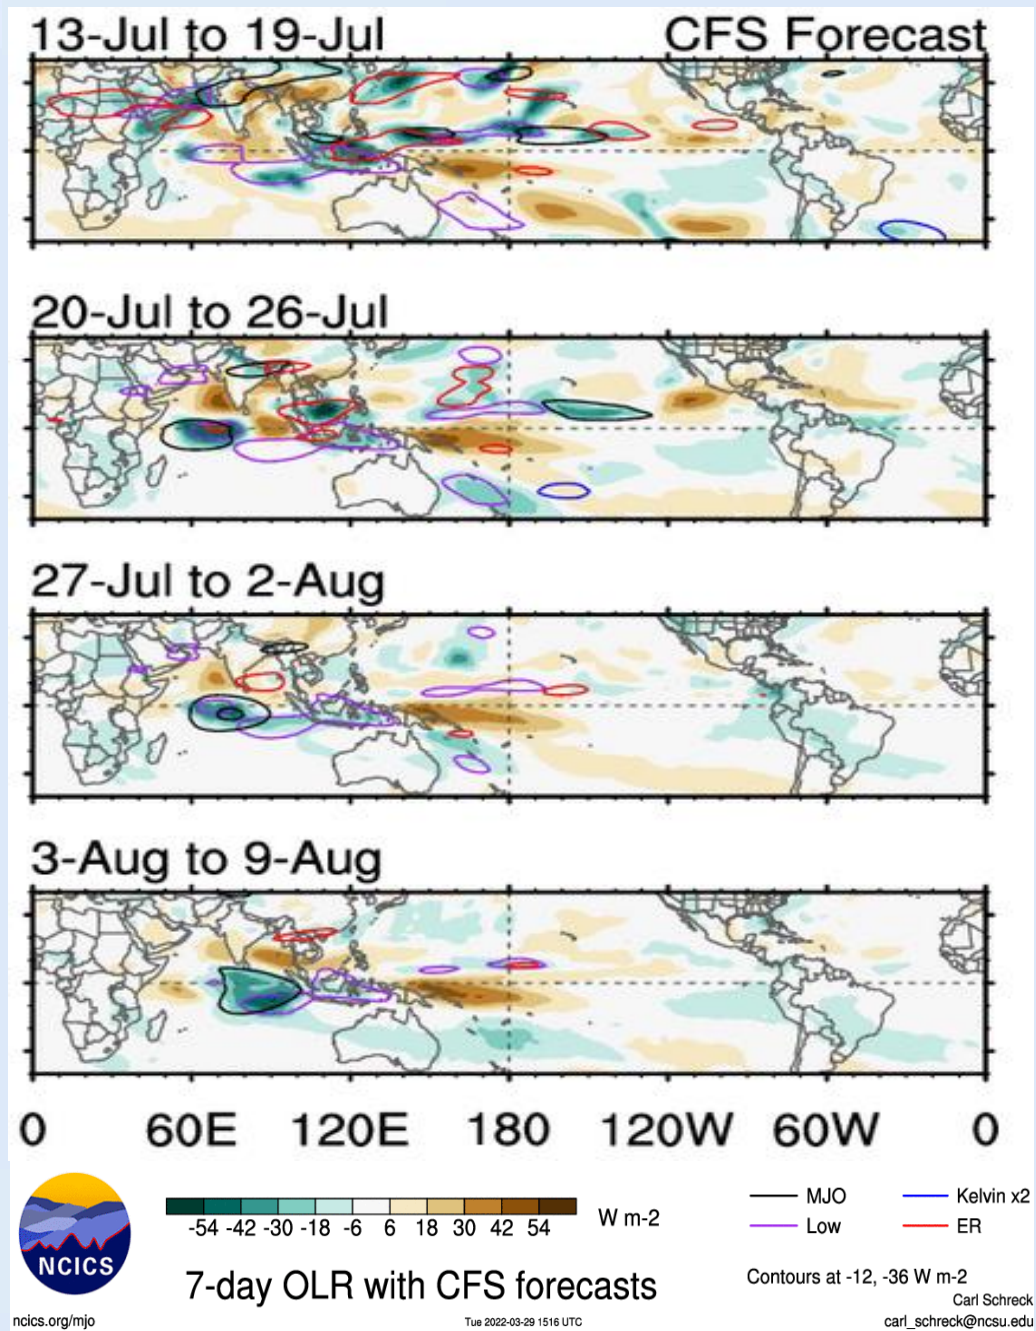 13-Jul to 19-Jul CFS Forecast
20-Jul to 26-Jul
27-Jul to 2-Aug
3-Aug to 9-Aug
0 60E 120E 180 120W 60W 0
NCICS
-54 -42 -30 -18 -6 6 18 30 42 54 W m-2
MJO Kelvin x2
Low ER
7-day OLR with CFS forecasts
Contours at -12, -36 W m-2
Carl Schreck
ncics.org/mjo Tue 2022-03-29 1516 UTC carl_schreck@ncsu.edu